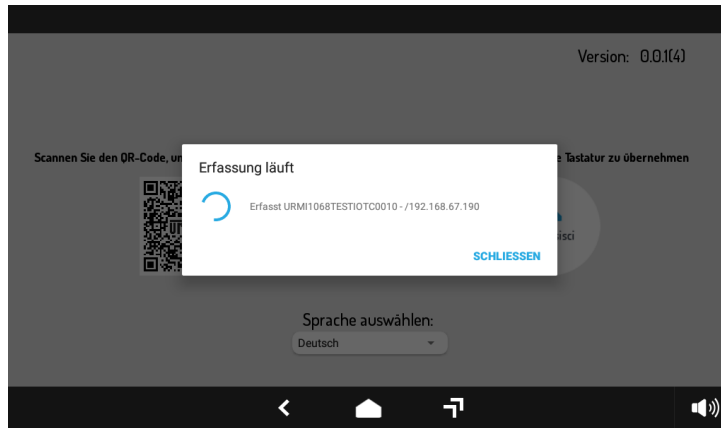 Version: 0.0.1(4)
Scannen Sie den QR-Code, un
e Tastatur zu übernehmen
Erfassung läuft
Erfasst URMI1068TESTIOTC0010 - /192.168.67.190
isci
SCHLIESSEN
Sprache auswählen:
Deutsch